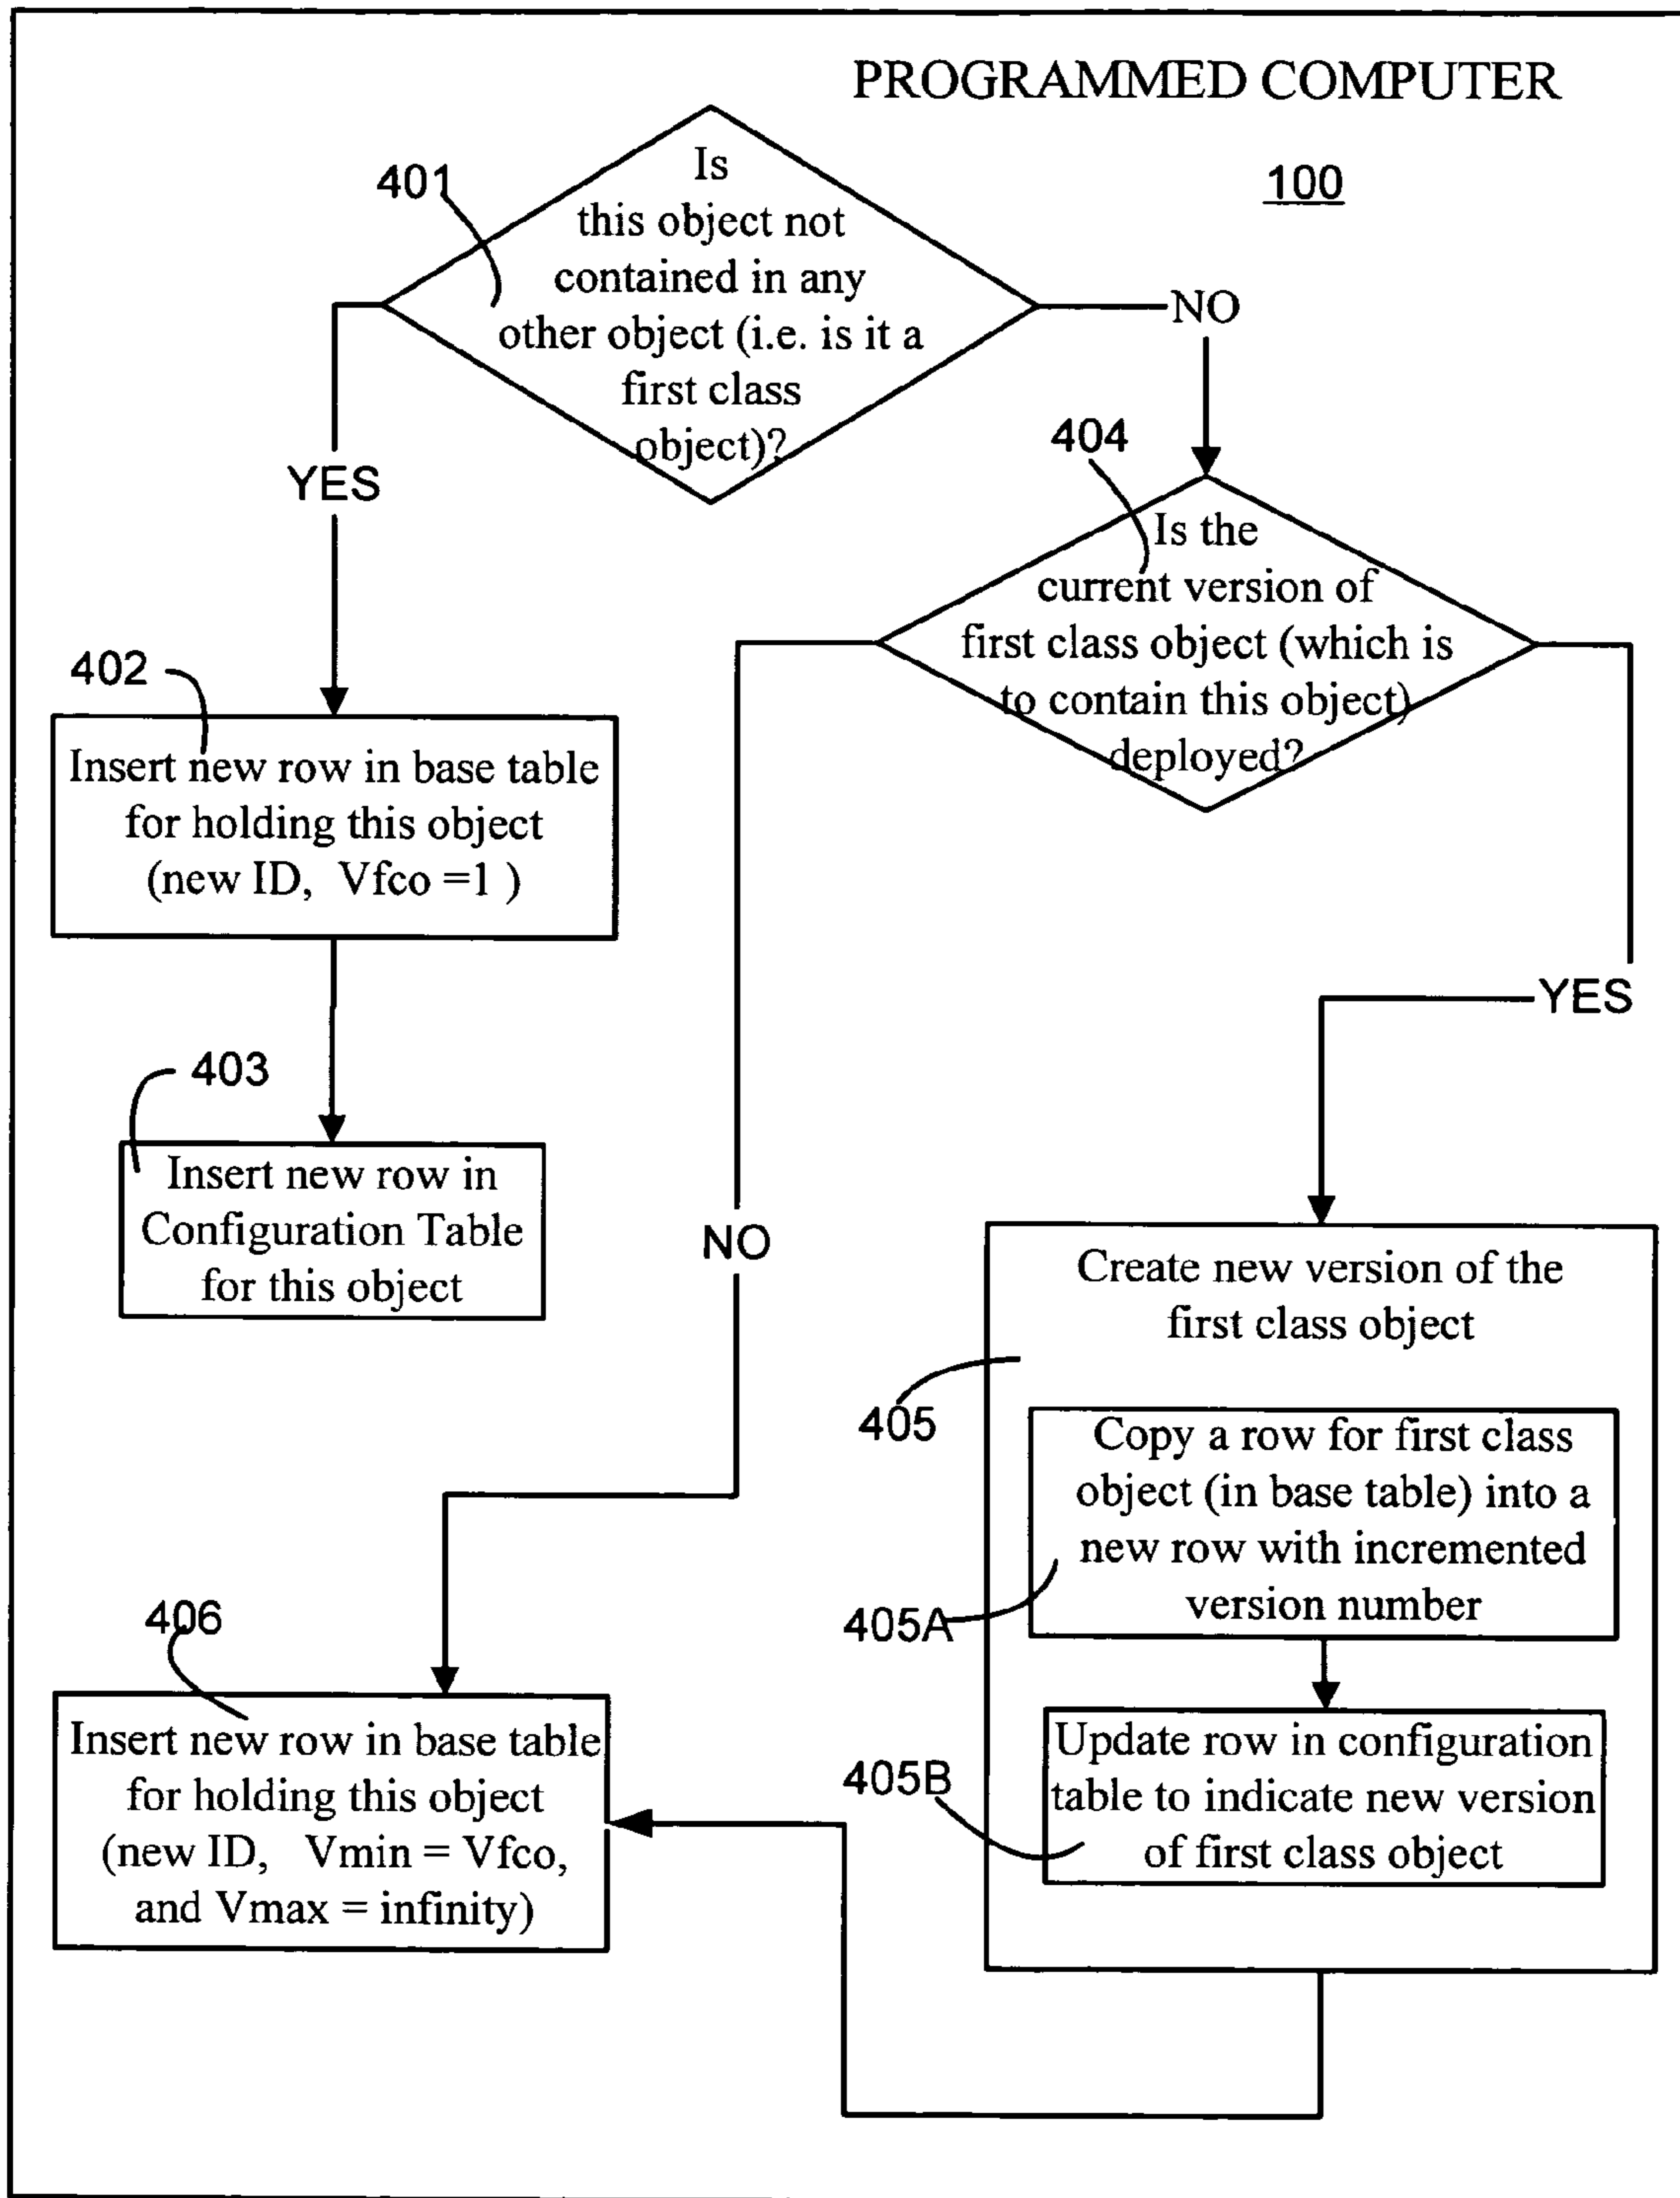 PROGRAMMED COMPUTER
100
401
Is
this object not
contained in any
other object (i.e. is it a
first class
object)?
NO
YES
404
Is the
current version of
first class object (which is
to contain this object)
deployed?
402
Insert new row in base table
for holding this object
(new ID, Vfco =1 )
YES
403
Insert new row in
Configuration Table
for this object
NO
Create new version of the
first class object
405
Copy a row for first class
object (in base table) into a
new row with incremented
version number
405A
406
Insert new row in base table
for holding this object
(new ID, Vmin = Vfco,
and Vmax = infinity)
405B
Update row in configuration
table to indicate new version
of first class object